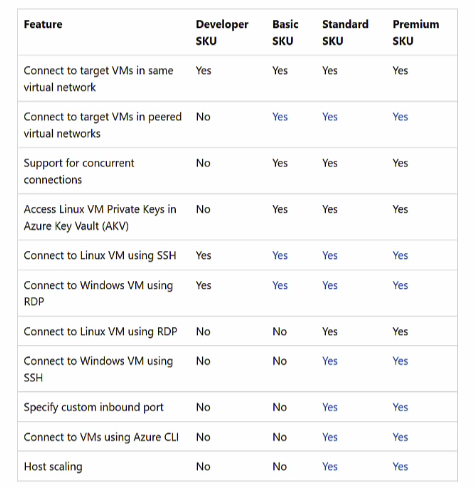 Feature Developer SKU Basic SKU Standard SKU Premium SKU
Connect to target VMs in same virtual network Yes Yes Yes Yes
Connect to target VMs in peered virtual networks No Yes Yes Yes
Support for concurrent connections No Yes Yes Yes
Access Linux VM Private Keys in Azure Key Vault (AKV) No Yes Yes Yes
Connect to Linux VM using SSH Yes Yes Yes Yes
Connect to Windows VM using RDP Yes Yes Yes Yes
Connect to Linux VM using RDP No No Yes Yes
Connect to Windows VM using SSH No No Yes Yes
Specify custom inbound port No No Yes Yes
Connect to VMs using Azure CLI No No Yes Yes
Host scaling No No Yes Yes